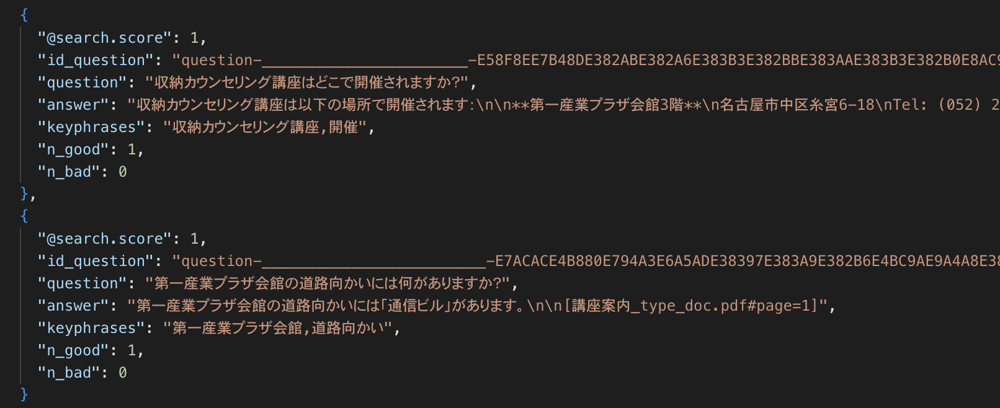 {
"@search.score": 1,
"id_question": "question-_______________________-E58F8EE7B48DE382ABE382A6E383B3E382BBE383AAE383B3E382B0E8AC9
"question": "収納カウンセリング講座はどこで開催されますか?",
"answer": "収納カウンセリング講座は以下の場所で開催されます:\n\n**第一産業プラザ会館3階**\n名古屋市中区糸宮6-18\nTel: (052) 2
"keyphrases": "収納カウンセリング講座,開催",
"n_good": 1,
"n_bad": 0
},
{
"@search.score": 1,
"id_question": "question-_________________________-E7ACACE4B880E794A3E6A5ADE38397E383A9E382B6E4BC9AE9A4A8E38
"question": "第一産業プラザ会館の道路向かいには何がありますか?",
"answer": "第一産業プラザ会館の道路向かいには「通信ビル」があります。\n\n[講座案内_type_doc.pdf#page=1]",
"keyphrases": "第一産業プラザ会館,道路向かい",
"n_good": 1,
"n_bad": 0
}